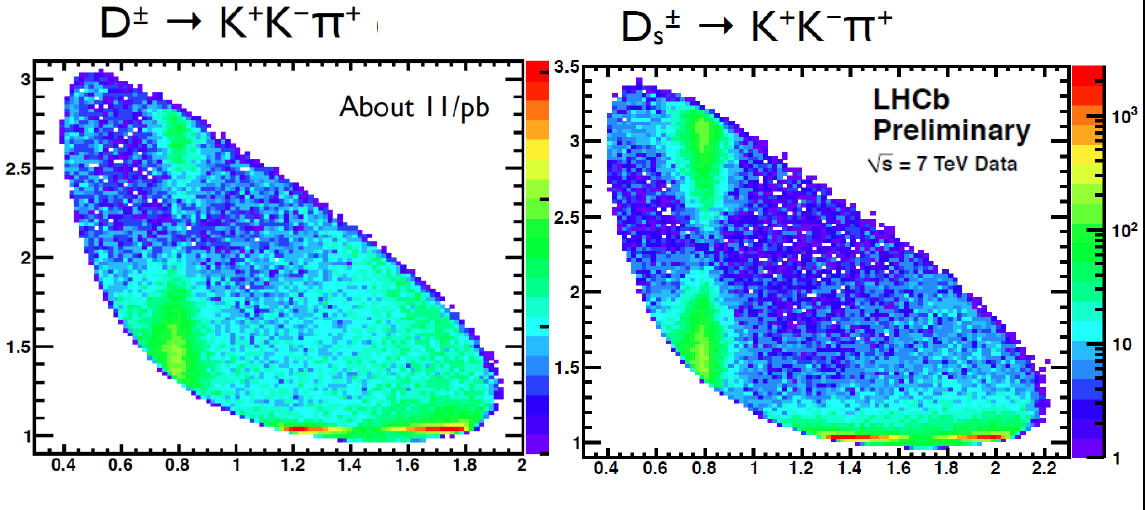 D± → K⁺K⁻π⁺
Dₛ± → K⁺K⁻π⁺
About 11/pb
LHCb
Preliminary
√s = 7 TeV Data
3
2.5
2
1.5
1
0.4 0.6 0.8 1 1.2 1.4 1.6 1.8 2
3.5
3
2.5
2
1.5
1
0.4 0.6 0.8 1 1.2 1.4 1.6 1.8 2 2.2
10³
10²
10
1